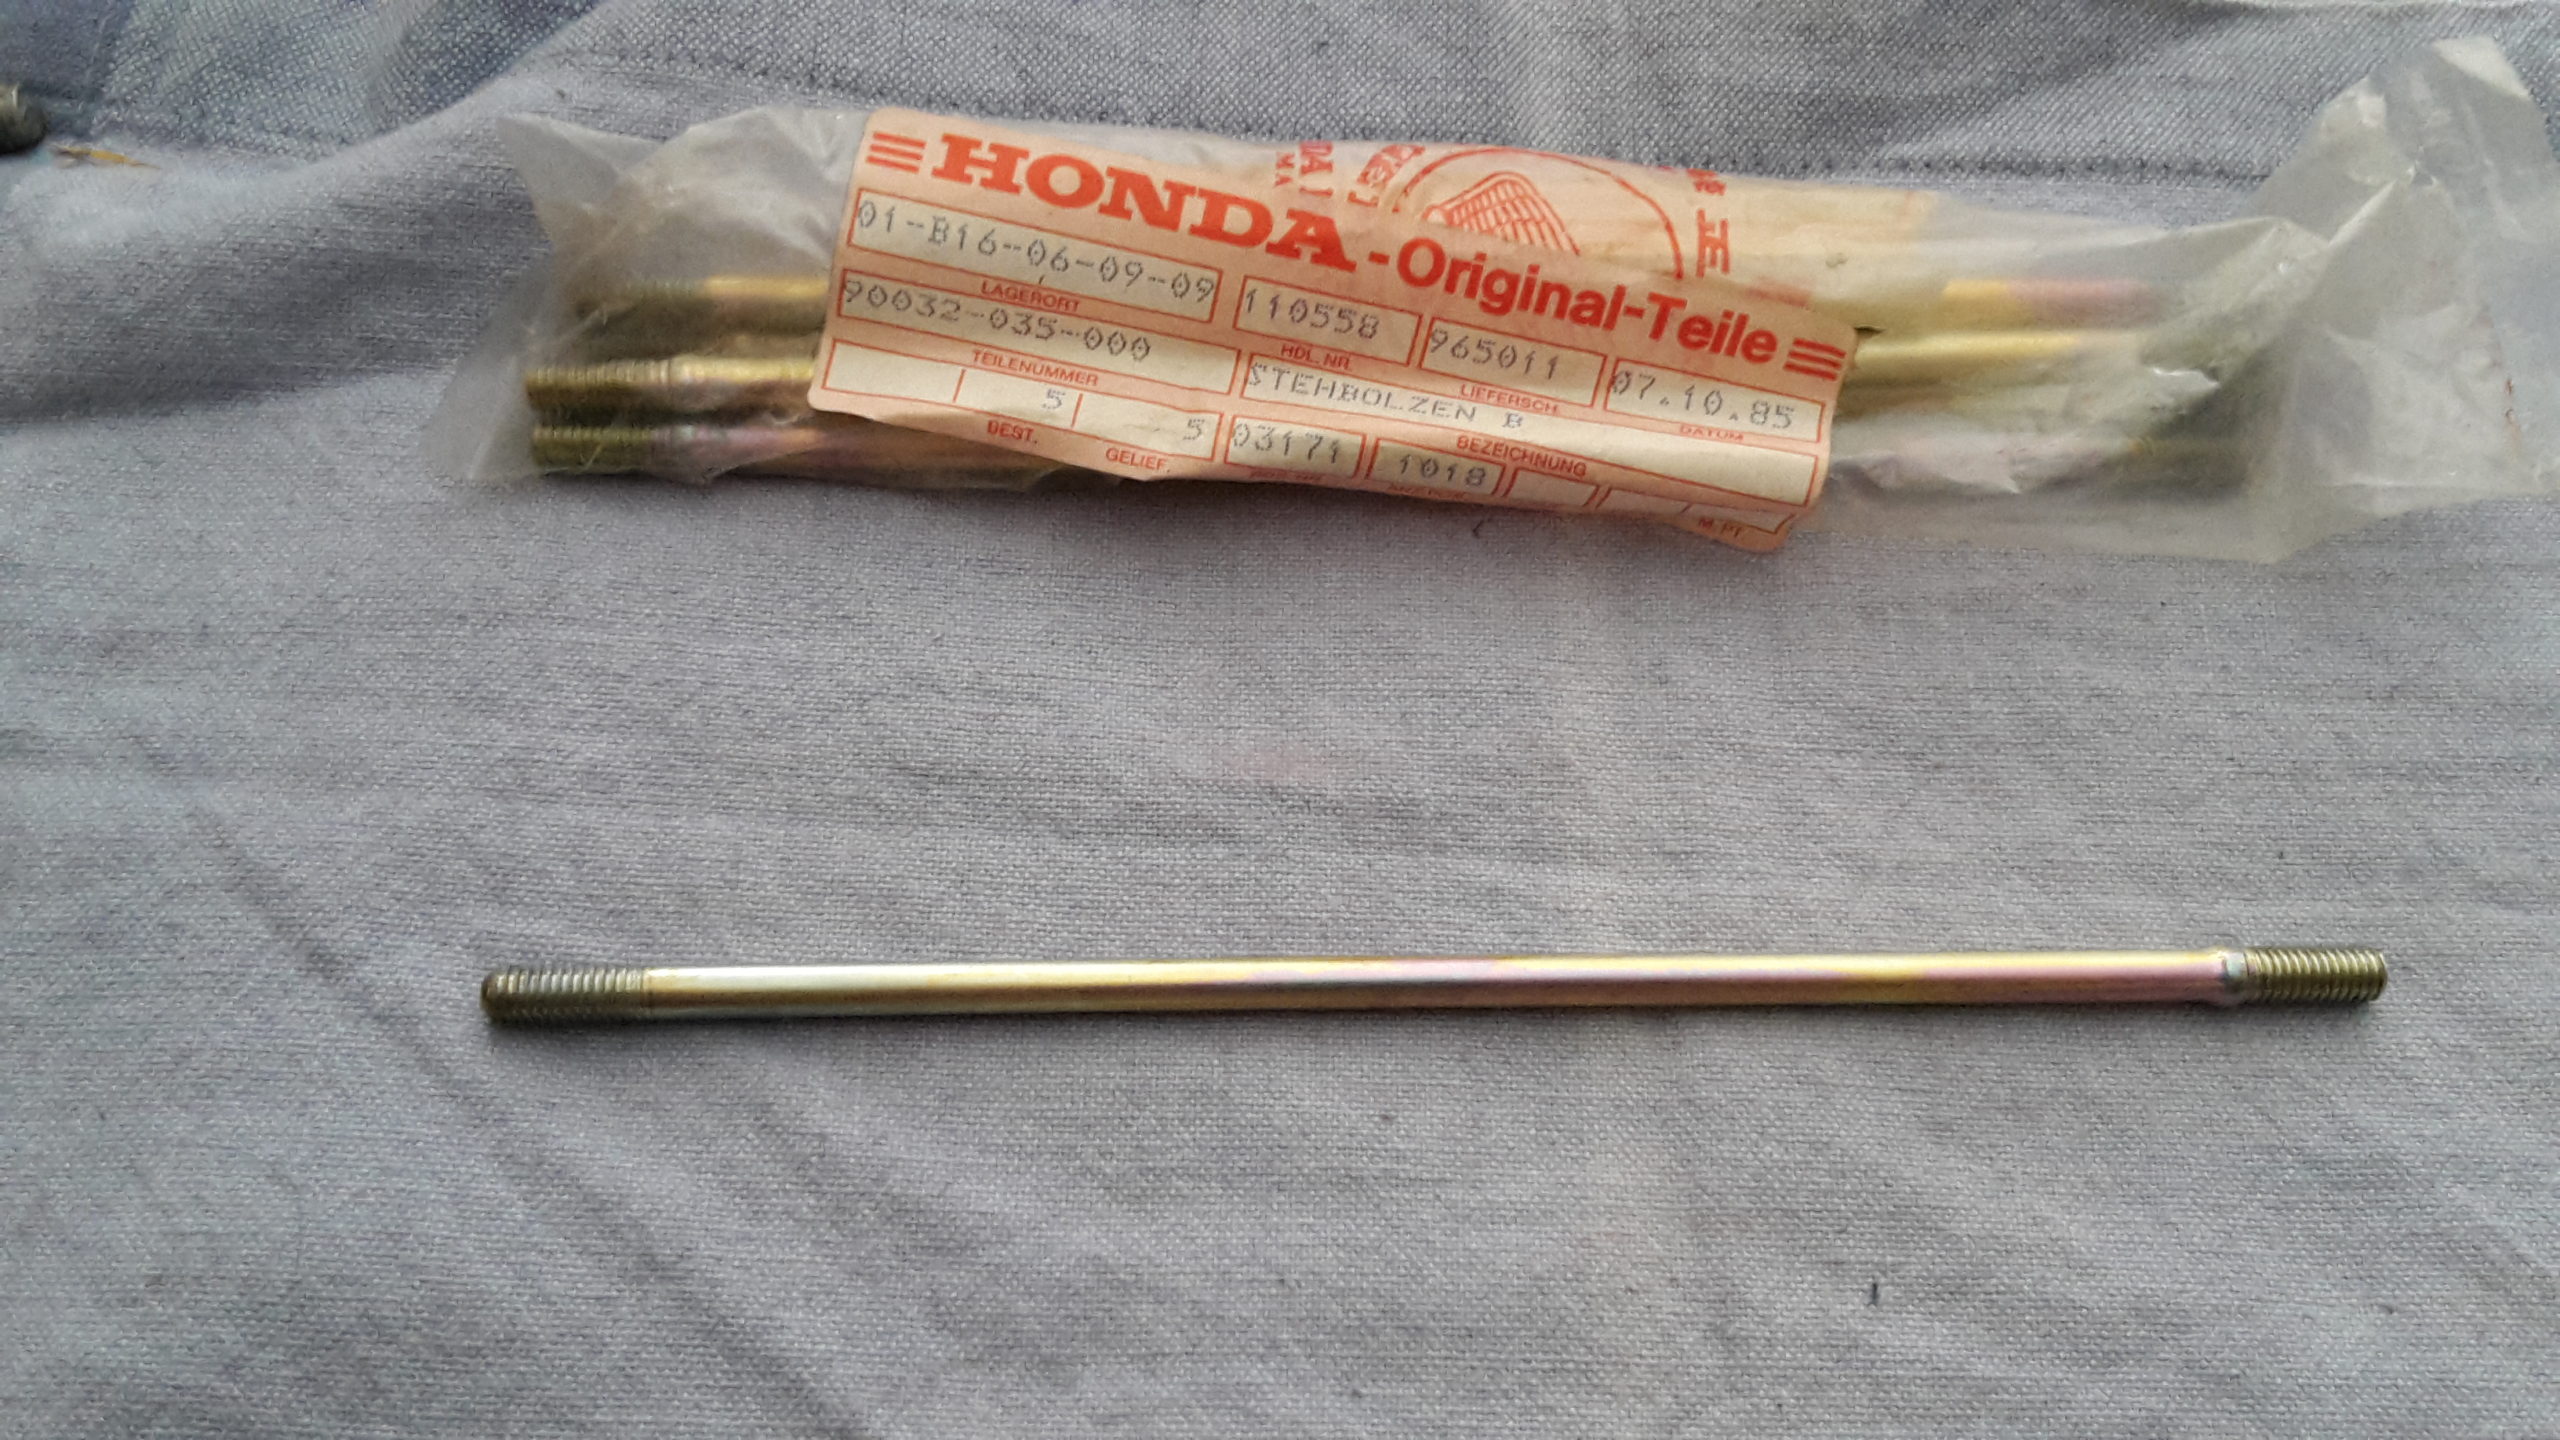 HONDA-Original-Teile
01-B16-06-09-09
LAGERORT
110558
HDL. NR.
965011
LIEFERSCH.
07.10.85
DATUM
90032-035-000
TEILENUMMER
STEHBOLZEN B
BEZEICHNUNG
5
BEST.
5
GELIEF.
03171
1018
M.PF